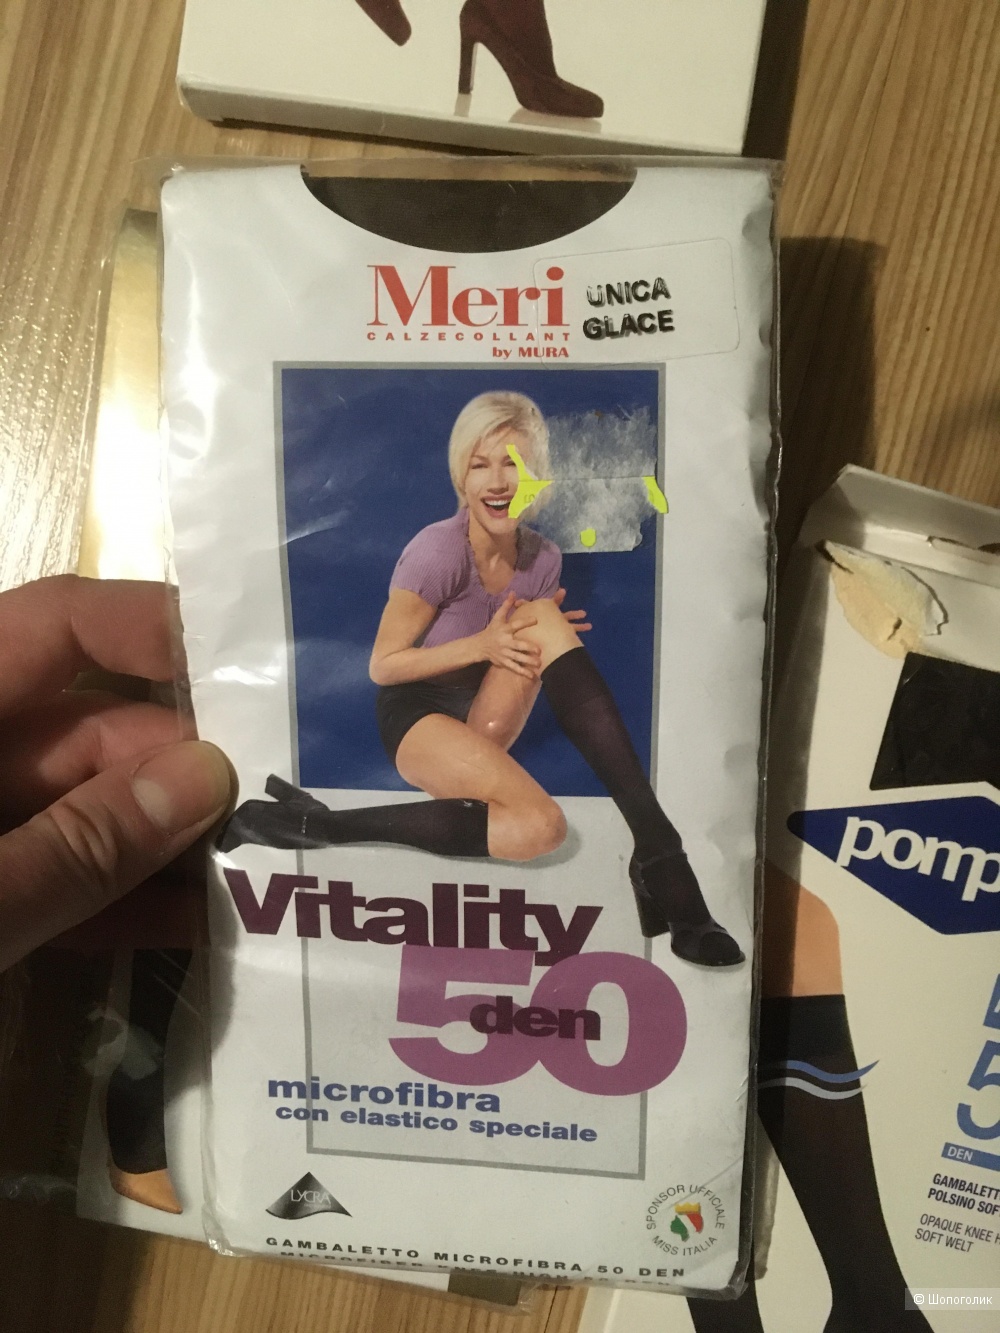 Meri
CALZECOLLANT
by MURA
UNICA
GLACE
Vitality
50
den
microfibra
con elastico speciale
LYCRA
SPONSOR UFFICIALE
MISS ITALIA
GAMBALETTO MICROFIBRA 50 DEN
pomp
5
DEN
GAMBALETT
POLSINO SOF
OPAQUE KNEE H
SOFT WELT
© Шопоголик